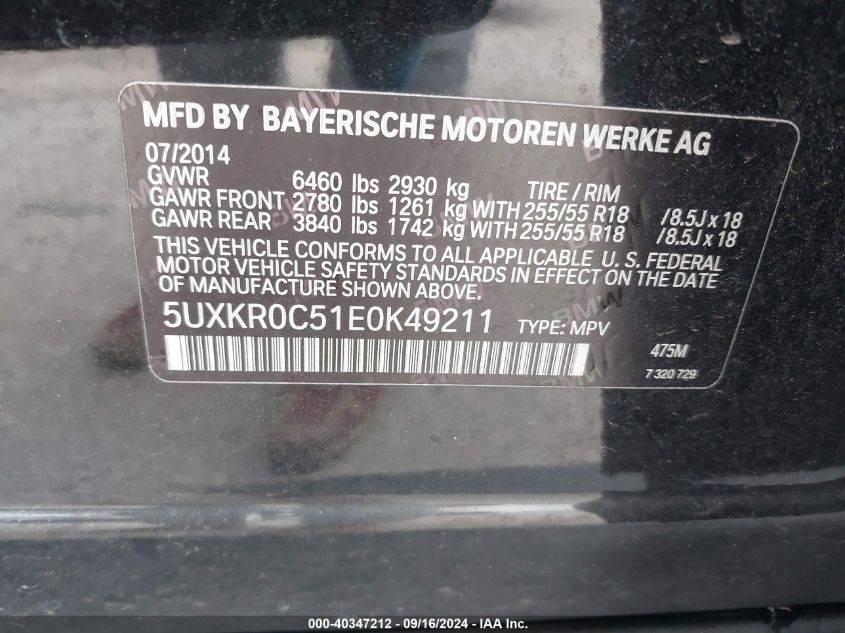 MFD BY BAYERISCHE MOTOREN WERKE AG
07/2014
GVWR 6460 lbs 2930 kg TIRE / RIM
GAWR FRONT 2780 lbs 1261 kg WITH 255/55 R18 /8.5J x 18
GAWR REAR 3840 lbs 1742 kg WITH 255/55 R18 /8.5J x 18
THIS VEHICLE CONFORMS TO ALL APPLICABLE U. S. FEDERAL
MOTOR VEHICLE SAFETY STANDARDS IN EFFECT ON THE DATE
OF MANUFACTURE SHOWN ABOVE.
5UXKR0C51E0K49211 TYPE: MPV
475M
7 320 729
000-40347212 - 09/16/2024 - IAAI.com